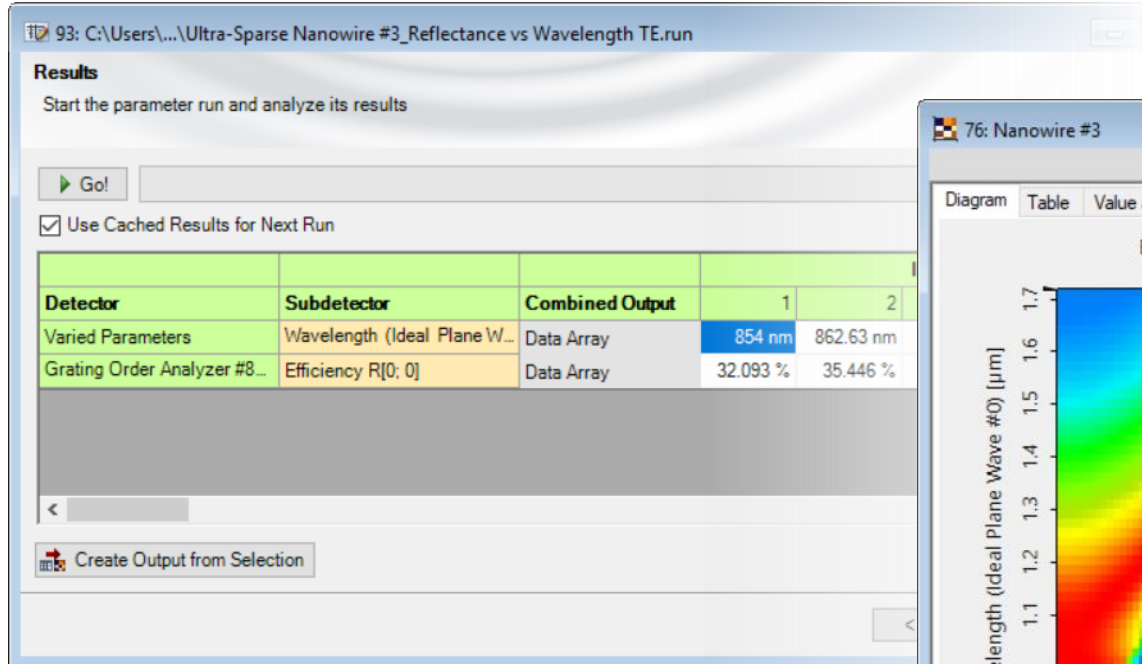 93: C:\Users\...\Ultra-Sparse Nanowire #3_Reflectance vs Wavelength TE.run
Results
Start the parameter run and analyze its results
Go!
Use Cached Results for Next Run
Detector Subdetector Combined Output 1 2
Varied Parameters Wavelength (Ideal Plane W... Data Array 854 nm 862.63 nm
Grating Order Analyzer #8... Efficiency R[0; 0] Data Array 32.093 % 35.446 %
Create Output from Selection
<
76: Nanowire #3
Diagram Table Value
1.7
1.6
1.5
1.4
1.3
1.2
1.1
elength (Ideal Plane Wave #0) [µm]